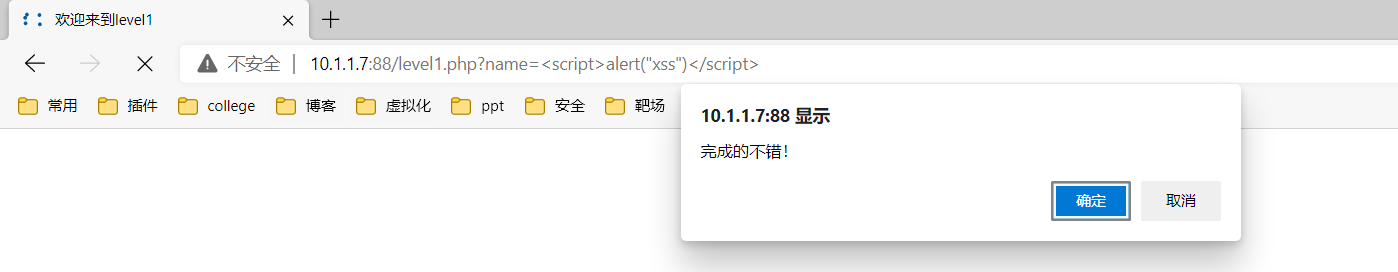 欢迎来到level1
不安全 10.1.1.7:88/level1.php?name=<script>alert("xss")</script>
常用 插件 college 博客 虚拟化 ppt 安全 靶场
10.1.1.7:88 显示
完成的不错!
确定 取消